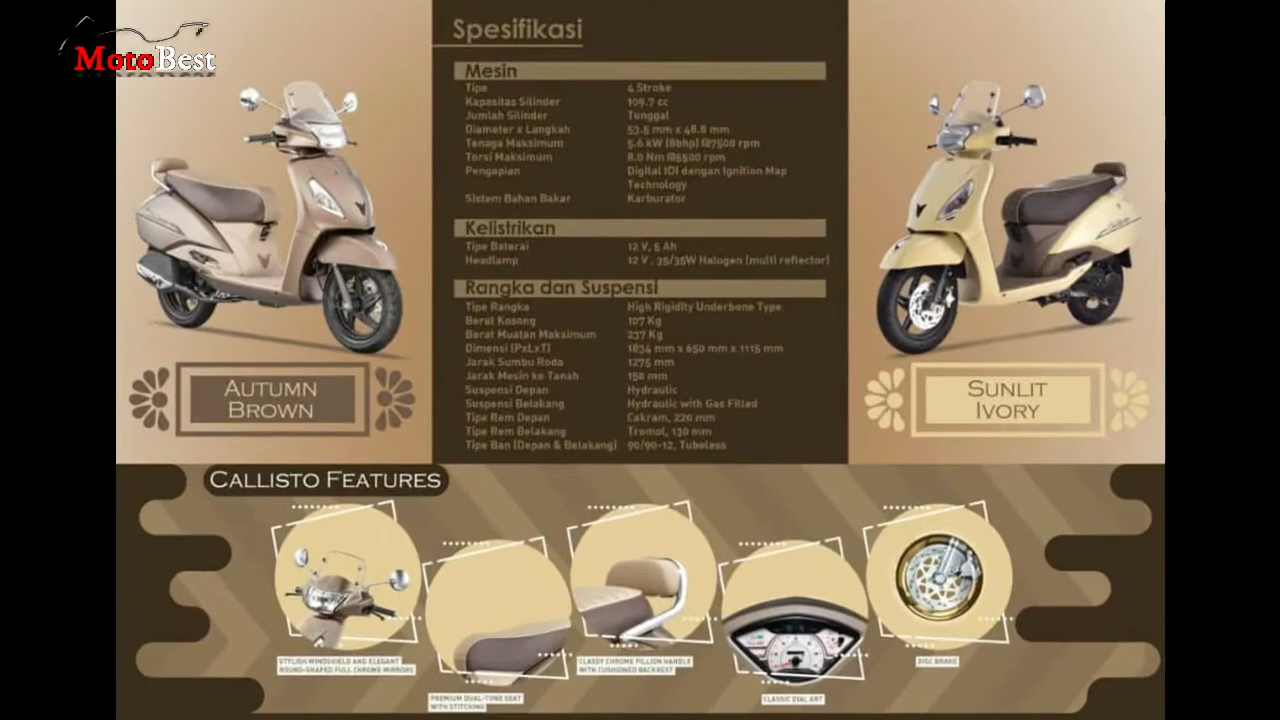 MotoBest
Spesifikasi
Mesin
Tipe 4 Stroke
Kapasitas Silinder 109.7 cc
Jumlah Silinder Tunggal
Diameter x Langkah 53.5 mm x 48.8 mm
Tenaga Maksimum 5.6 kW (8bhp) @7500 rpm
Torsi Maksimum 8.0 Nm @5500 rpm
Pengapian Digital IDI dengan Ignition Map
Technology
Sistem Bahan Bakar Karburator
Kelistrikan
Tipe Baterai 12 V, 5 Ah
Headlamp 12 V , 35/35W Halogen (multi reflector)
Rangka dan Suspensi
Tipe Rangka High Rigidity Underbone Type
Berat Kosong 107 Kg
Berat Muatan Maksimum 237 Kg
Dimensi (PxLxT) 1834 mm x 650 mm x 1115 mm
Jarak Sumbu Roda 1275 mm
Jarak Mesin ke Tanah 150 mm
Suspensi Depan Hydraulic
Suspensi Belakang Hydraulic with Gas Filled
Tipe Rem Depan Cakram, 220 mm
Tipe Rem Belakang Tromol, 130 mm
Tipe Ban (Depan & Belakang) 90/90-12, Tubeless
AUTUMN
BROWN
SUNLIT
IVORY
CALLISTO FEATURES
STYLISH WINDSHIELD AND ELEGANT
ROUND-SHAPED FULL CHROME MIRRORS
PREMIUM DUAL-TONE SEAT
WITH STITCHING
CLASSY CHROME PILLION HANDLE
WITH CUSHIONED BACKREST
CLASSIC DIAL ART
DISC BRAKE